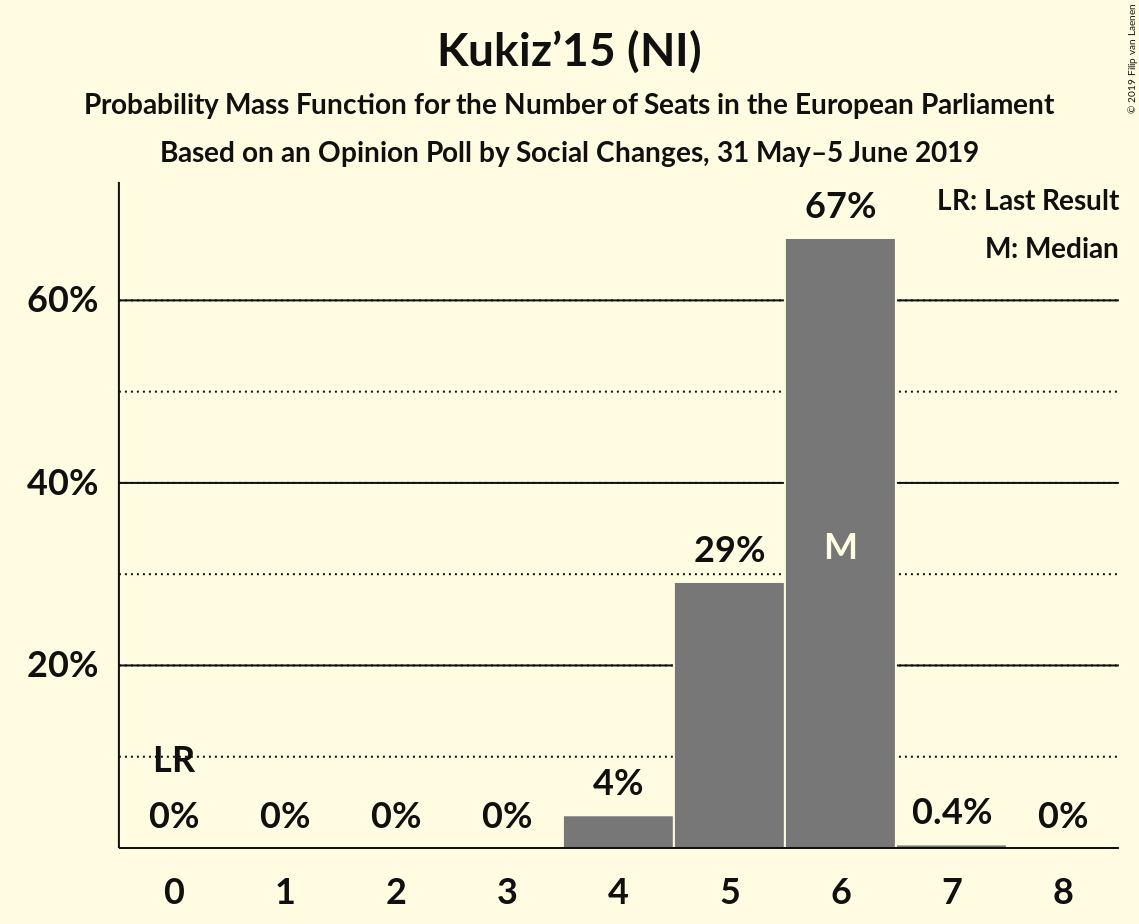 Kukiz’15 (NI)
Probability Mass Function for the Number of Seats in the European Parliament
Based on an Opinion Poll by Social Changes, 31 May–5 June 2019
© 2019 Filip van Laenen
LR: Last Result
M: Median
67%
60%
40%
29%
M
20%
LR
4%
0% 0% 0% 0% 0.4% 0%
0 1 2 3 4 5 6 7 8